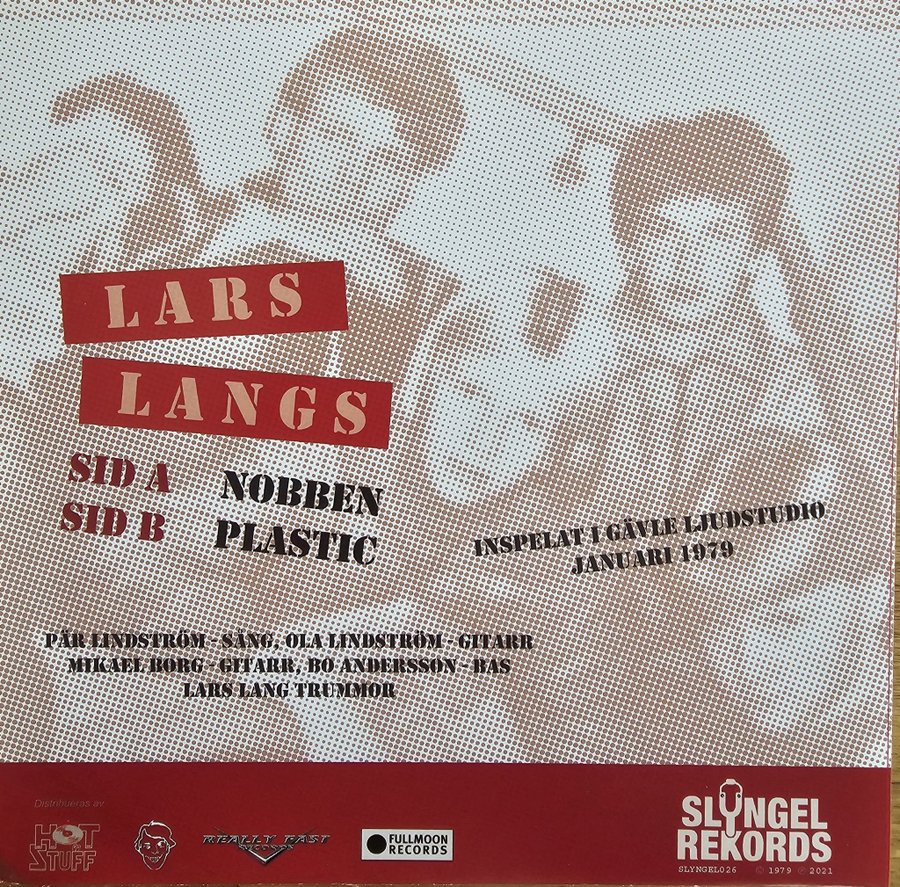 LARS
LANGS
SID A NOBBEN
SID B PLASTIC
INSPELAT I GÄVLE LJUDSTUDIO
JANUARI 1979
PÄR LINDSTRÖM - SÅNG, OLA LINDSTRÖM - GITARR
MIKAEL BORG - GITARR, BO ANDERSSON - BAS
LARS LANG TRUMMOR
Distribueras av
HOT
STUFF
REALLY FAST
RECORDS
FULLMOON
RECORDS
SLYNGEL
REKORDS
SLYNGEL026 © 1979 ℗ 2021